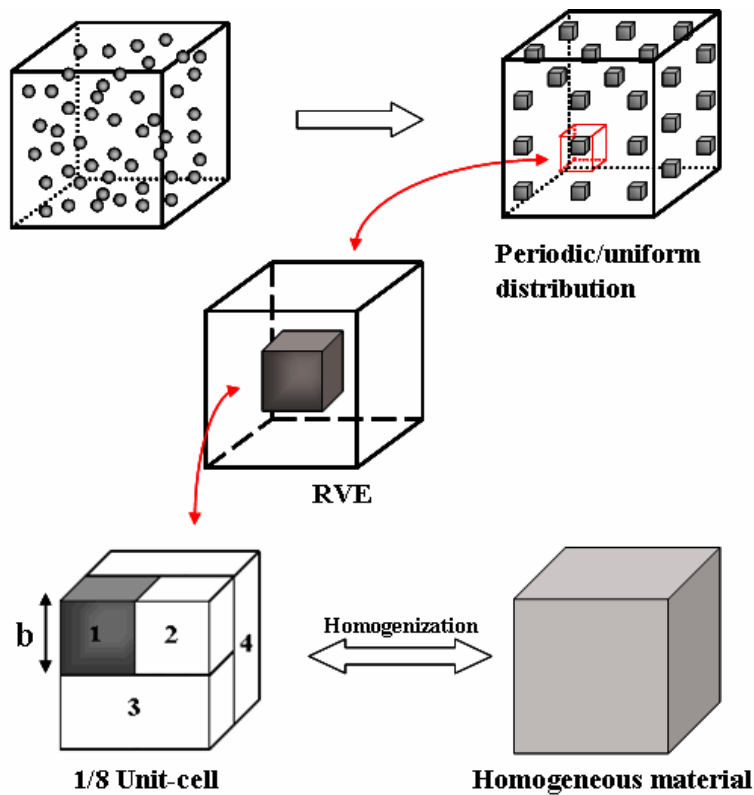 Periodic/uniform
distribution
RVE
b
1
2
4
3
Homogenization
1/8 Unit-cell
Homogeneous material